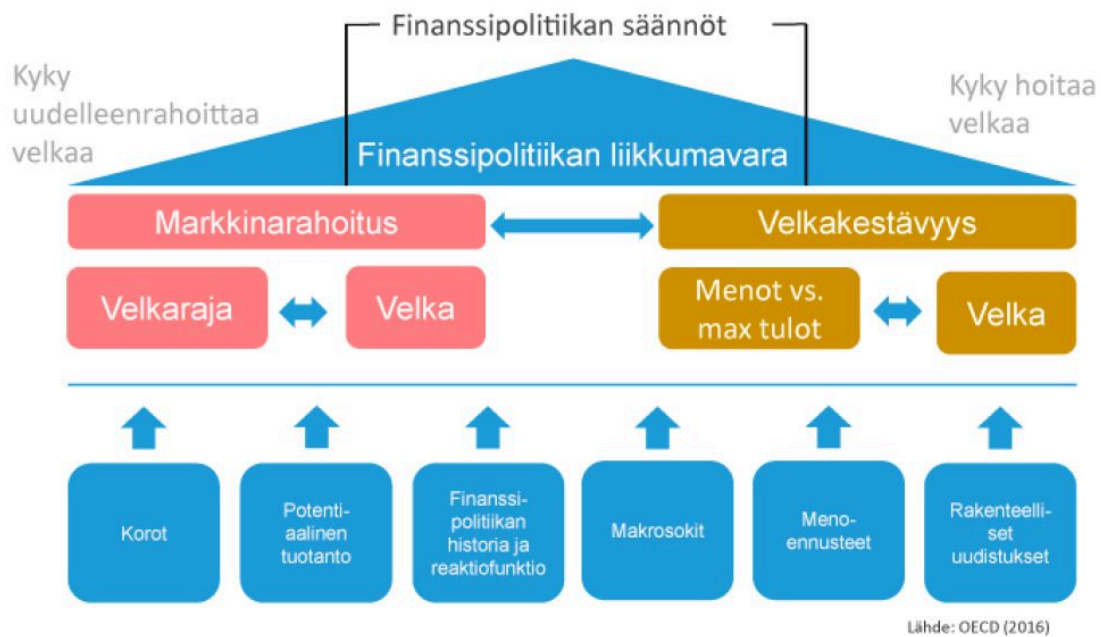 Finanssipolitiikan säännöt
Kyky
uudelleenrahoittaa
velkaa
Kyky hoitaa
velkaa
Finanssipolitiikan liikkumavara
Markkinarahoitus
Velkakestävyys
Velkaraja
Velka
Menot vs.
max tulot
Velka
Korot
Potenti-
aalinen
tuotanto
Finanssi-
politiikan
historia ja
reaktiofunktio
Makrosokit
Meno-
ennusteet
Rakenteelli-
set
uudistukset
Lähde: OECD (2016)